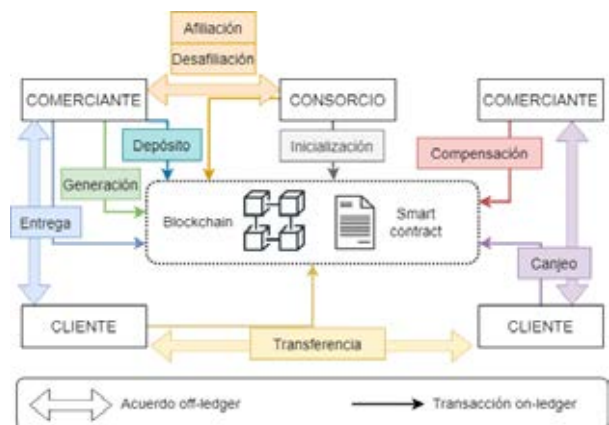 Afiliación
Desafiliación
COMERCIANTE
CONSORCIO
COMERCIANTE
Depósito
Inicialización
Compensación
Generación
Entrega
Blockchain
Smart
contract
Canjeo
CLIENTE
CLIENTE
Transferencia
Acuerdo off-ledger
Transacción on-ledger